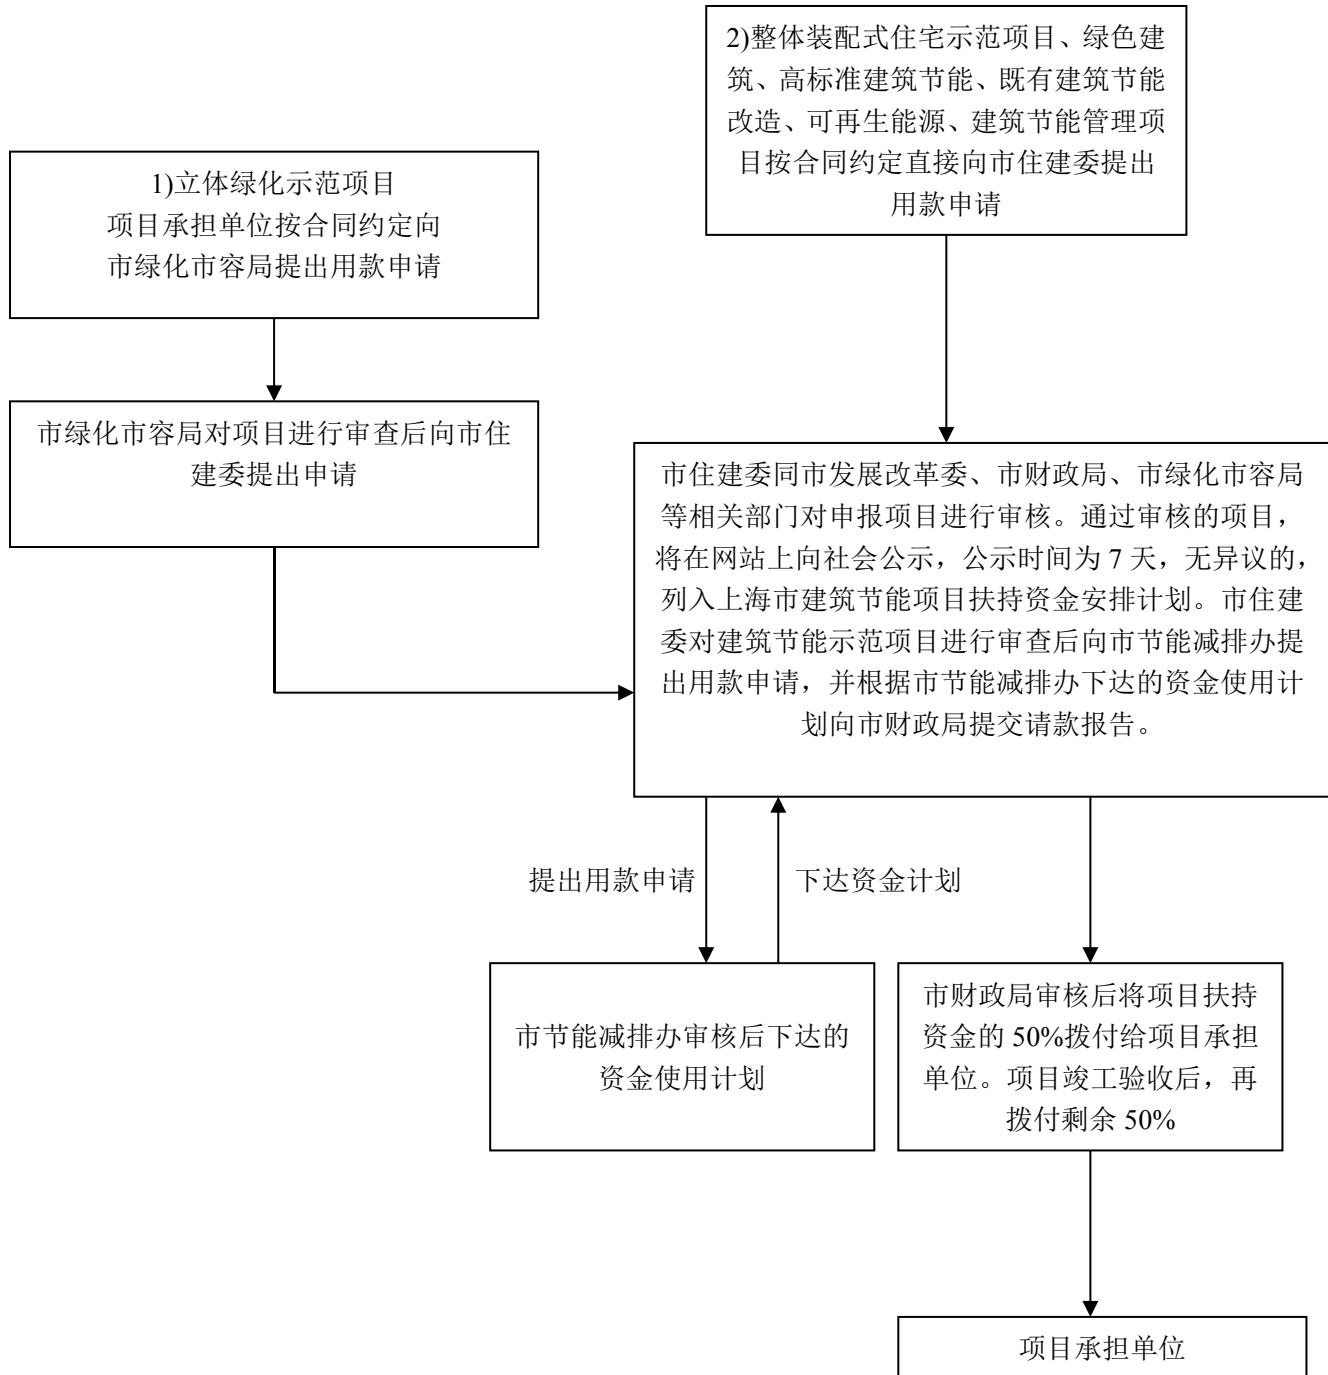 2)整体装配式住宅示范项目、绿色建
筑、高标准建筑节能、既有建筑节能
改造、可再生能源、建筑节能管理项
目按合同约定直接向市住建委提出
用款申请
1)立体绿化示范项目
项目承担单位按合同约定向
市绿化市容局提出用款申请
市绿化市容局对项目进行审查后向市住
建委提出申请
市住建委同市发展改革委、市财政局、市绿化市容局
等相关部门对申报项目进行审核。通过审核的项目，
将在网站上向社会公示，公示时间为 7 天，无异议的，
列入上海市建筑节能项目扶持资金安排计划。市住建
委对建筑节能示范项目进行审查后向市节能减排办提
出用款申请，并根据市节能减排办下达的资金使用计
划向市财政局提交请款报告。
提出用款申请
下达资金计划
市节能减排办审核后下达的
资金使用计划
市财政局审核后将项目扶持
资金的 50%拨付给项目承担
单位。项目竣工验收后，再
拨付剩余 50%
项目承担单位